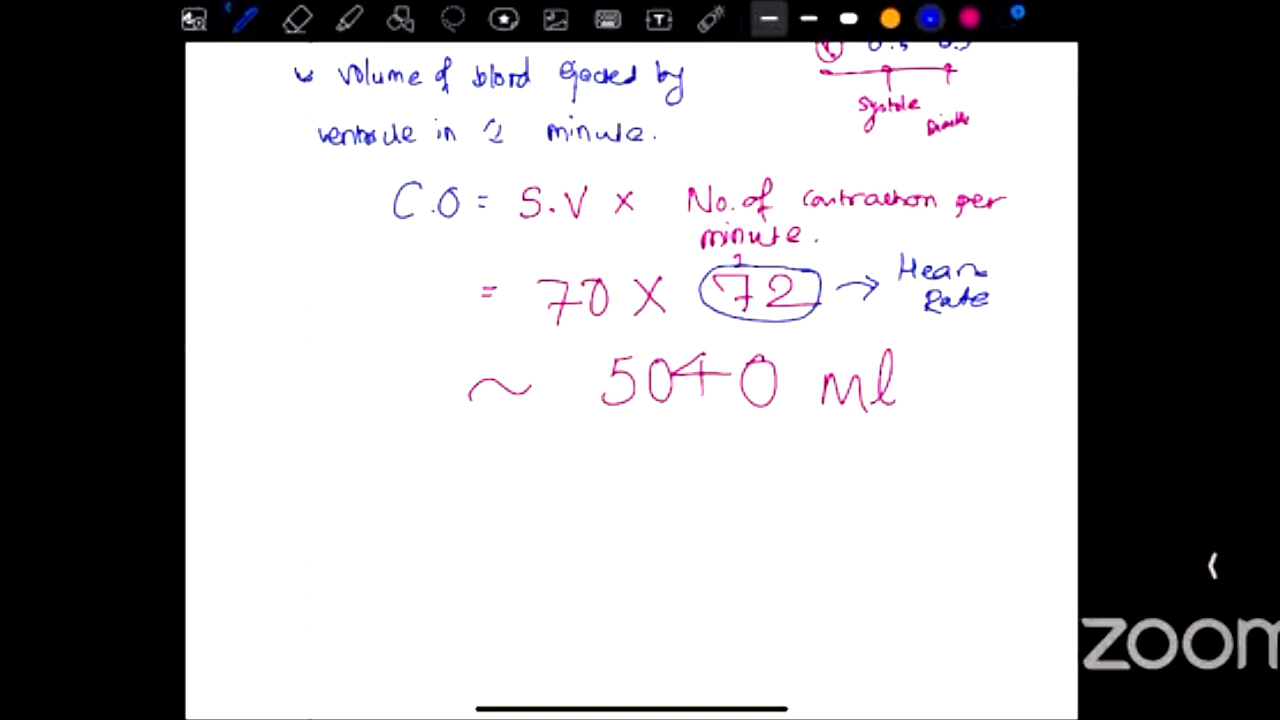 volume of blood ejected by
ventricle in 1 minute.
Systole
Diastole
C.O = S.V × No. of contraction per
minute.
= 70 × 72 → Heart
Rate
~ 5040 ml
zoom